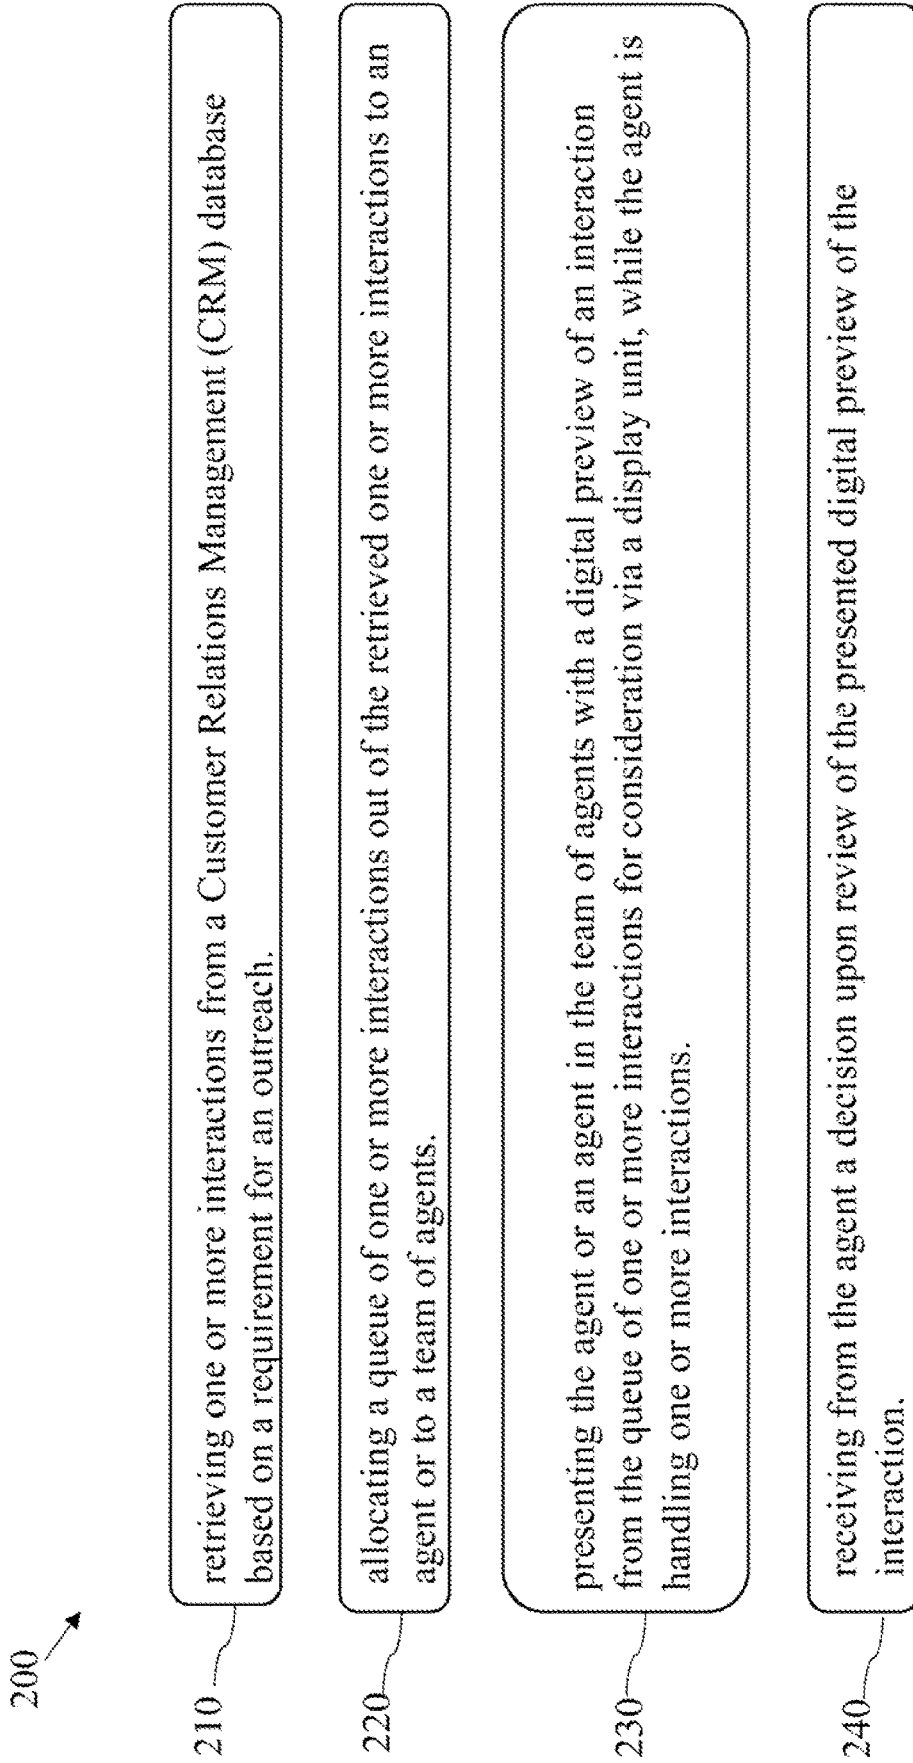 200
210
retrieving one or more interactions from a Customer Relations Management (CRM) database
based on a requirement for an outreach.
220
allocating a queue of one or more interactions out of the retrieved one or more interactions to an
agent or to a team of agents.
230
presenting the agent or an agent in the team of agents with a digital preview of an interaction
from the queue of one or more interactions for consideration via a display unit, while the agent is
handling one or more interactions.
240
receiving from the agent a decision upon review of the presented digital preview of the
interaction.